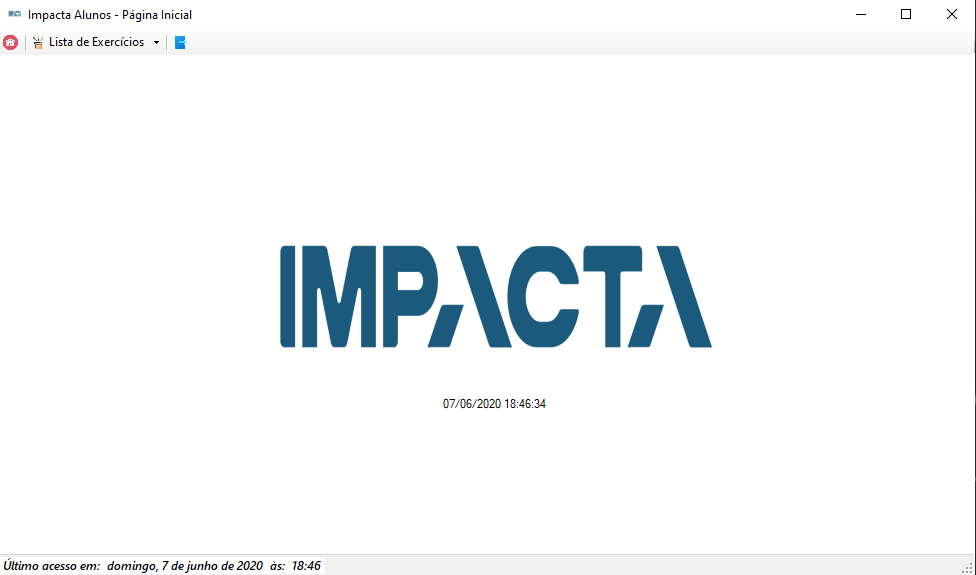 Impacta Alunos - Página Inicial
Lista de Exercícios
IMPACTA
07/06/2020 18:46:34
Último acesso em: domingo, 7 de junho de 2020 às: 18:46